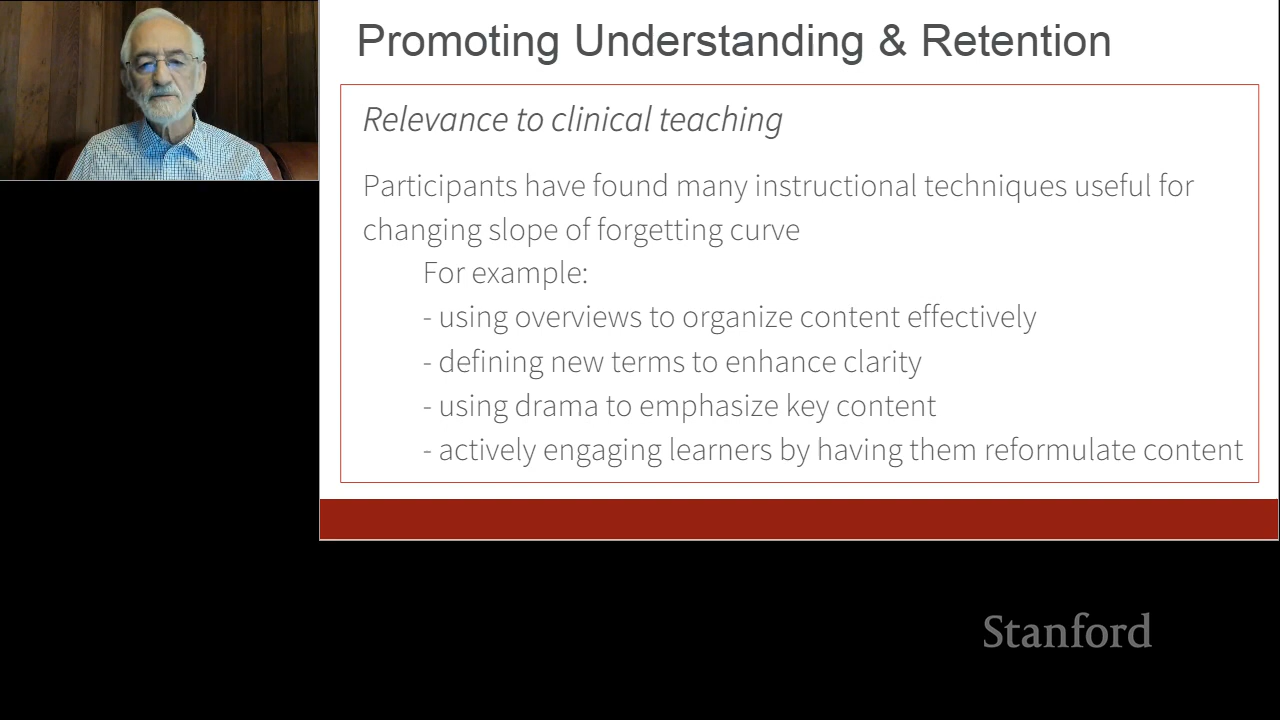 Promoting Understanding & Retention
Relevance to clinical teaching
Participants have found many instructional techniques useful for
changing slope of forgetting curve
For example:
- using overviews to organize content effectively
- defining new terms to enhance clarity
- using drama to emphasize key content
- actively engaging learners by having them reformulate content
Stanford